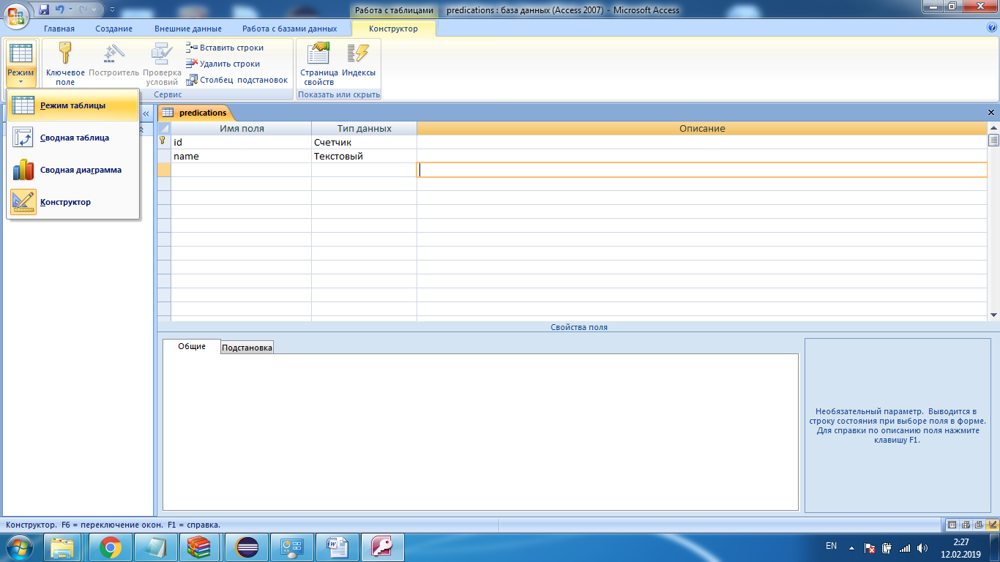 Работа с таблицами predications : база данных (Access 2007) - Microsoft Access
Главная Создание Внешние данные Работа с базами данных Конструктор
Режим
Ключевое поле
Построитель
Проверка условий
Вставить строки
Удалить строки
Столбец подстановок
Страница свойств
Индексы
Сервис
Показать или скрыть
Режим таблицы
Сводная таблица
Сводная диаграмма
Конструктор
predications
Имя поля Тип данных Описание
id Счетчик
name Текстовый
Свойства поля
Общие Подстановка
Необязательный параметр. Выводится в
строку состояния при выборе поля в форме.
Для справки по описанию поля нажмите
клавишу F1.
Конструктор. F6 = переключение окон. F1 = справка.
EN
2:27
12.02.2019